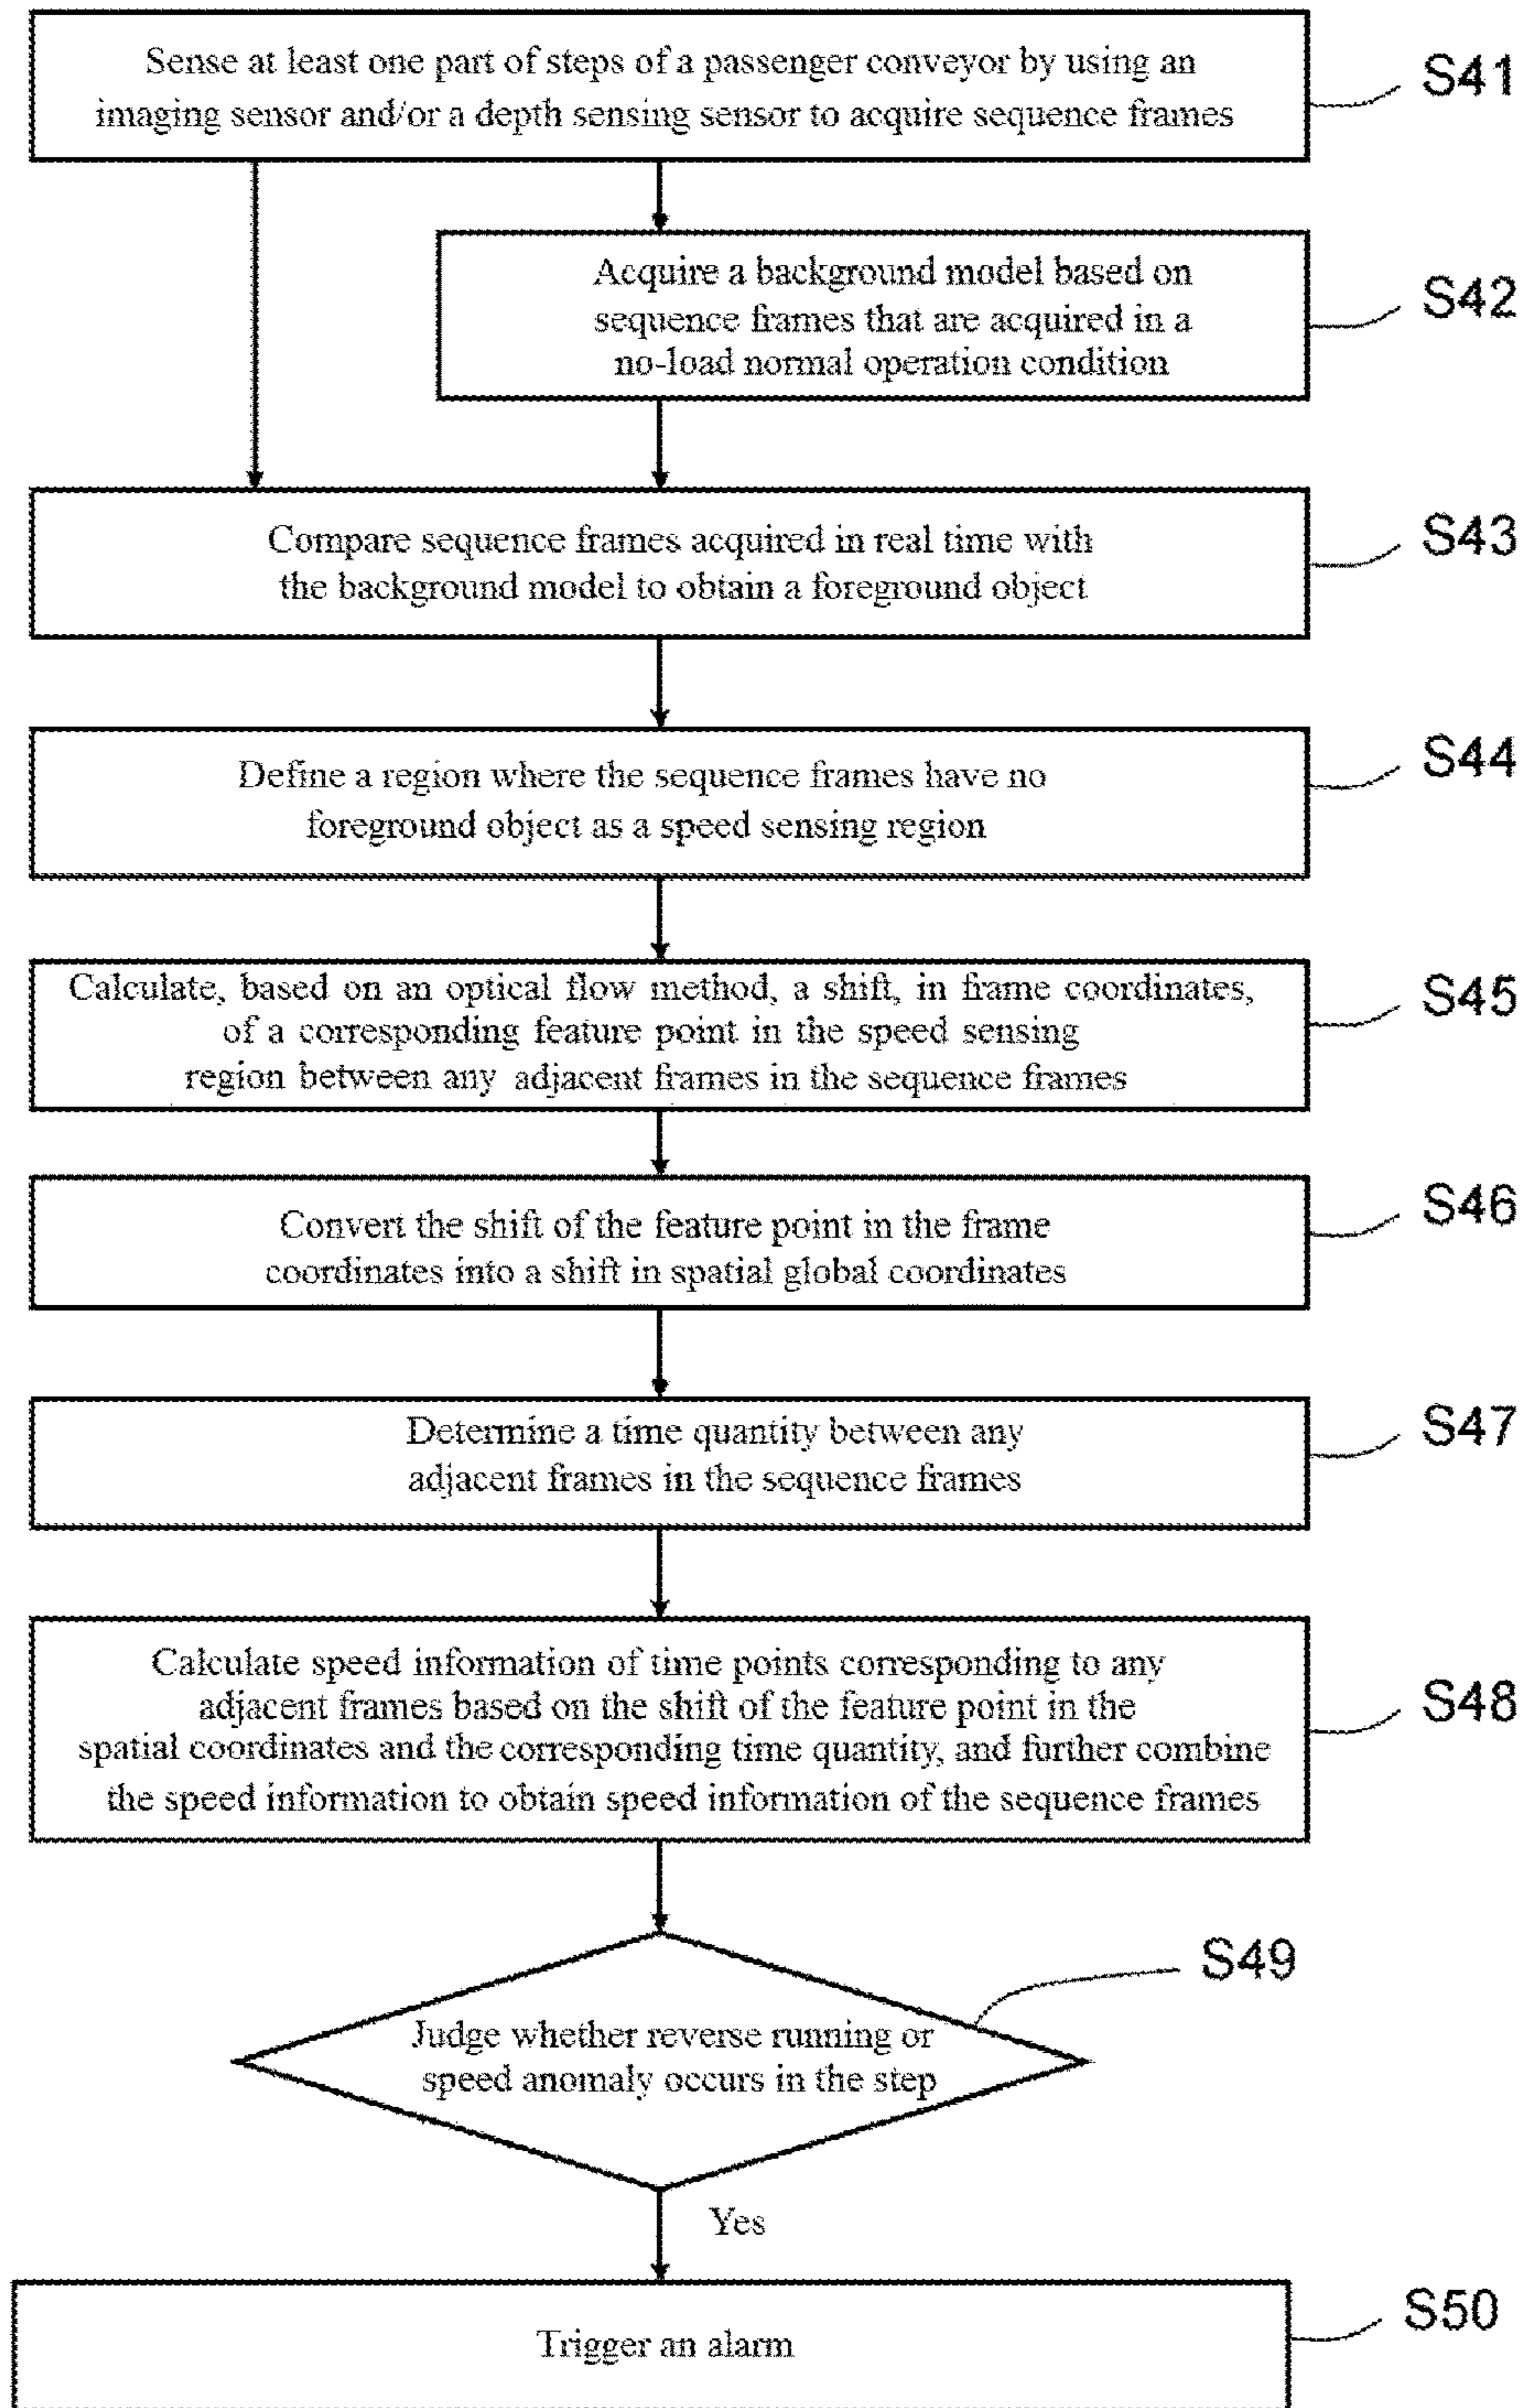 Sense at least one part of steps of a passenger conveyor by using an
imaging sensor and/or a depth sensing sensor to acquire sequence frames
S41
Acquire a background model based on
sequence frames that are acquired in a
no-load normal operation condition
S42
Compare sequence frames acquired in real time with
the background model to obtain a foreground object
S43
Define a region where the sequence frames have no
foreground object as a speed sensing region
S44
Calculate, based on an optical flow method, a shift, in frame coordinates,
of a corresponding feature point in the speed sensing
region between any adjacent frames in the sequence frames
S45
Convert the shift of the feature point in the frame
coordinates into a shift in spatial global coordinates
S46
Determine a time quantity between any
adjacent frames in the sequence frames
S47
Calculate speed information of time points corresponding to any
adjacent frames based on the shift of the feature point in the
spatial coordinates and the corresponding time quantity, and further combine
the speed information to obtain speed information of the sequence frames
S48
Judge whether reverse running or
speed anomaly occurs in the step
S49
Yes
Trigger an alarm
S50